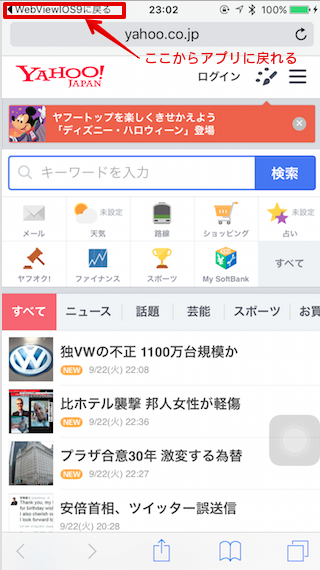 WebViewIOS9に戻る 23:02 100%
ここからアプリに戻れる
yahoo.co.jp
YAHOO!
JAPAN
ログイン
ヤフートップを楽しくきせかえよう
「ディズニー・ハロウィーン」登場
キーワードを入力 検索
メール 未設定 天気 路線 ショッピング 未設定 占い
ヤフオク! ファイナンス スポーツ My SoftBank すべて
すべて ニュース 話題 芸能 スポーツ お買
独VWの不正 1100万台規模か
NEW 9/22(火) 22:08
比ホテル襲撃 邦人女性が軽傷
NEW 9/22(火) 22:36
プラザ合意30年 激変する為替
NEW 9/22(火) 22:27
安倍首相、ツイッター誤送信
9/22(火) 20:28